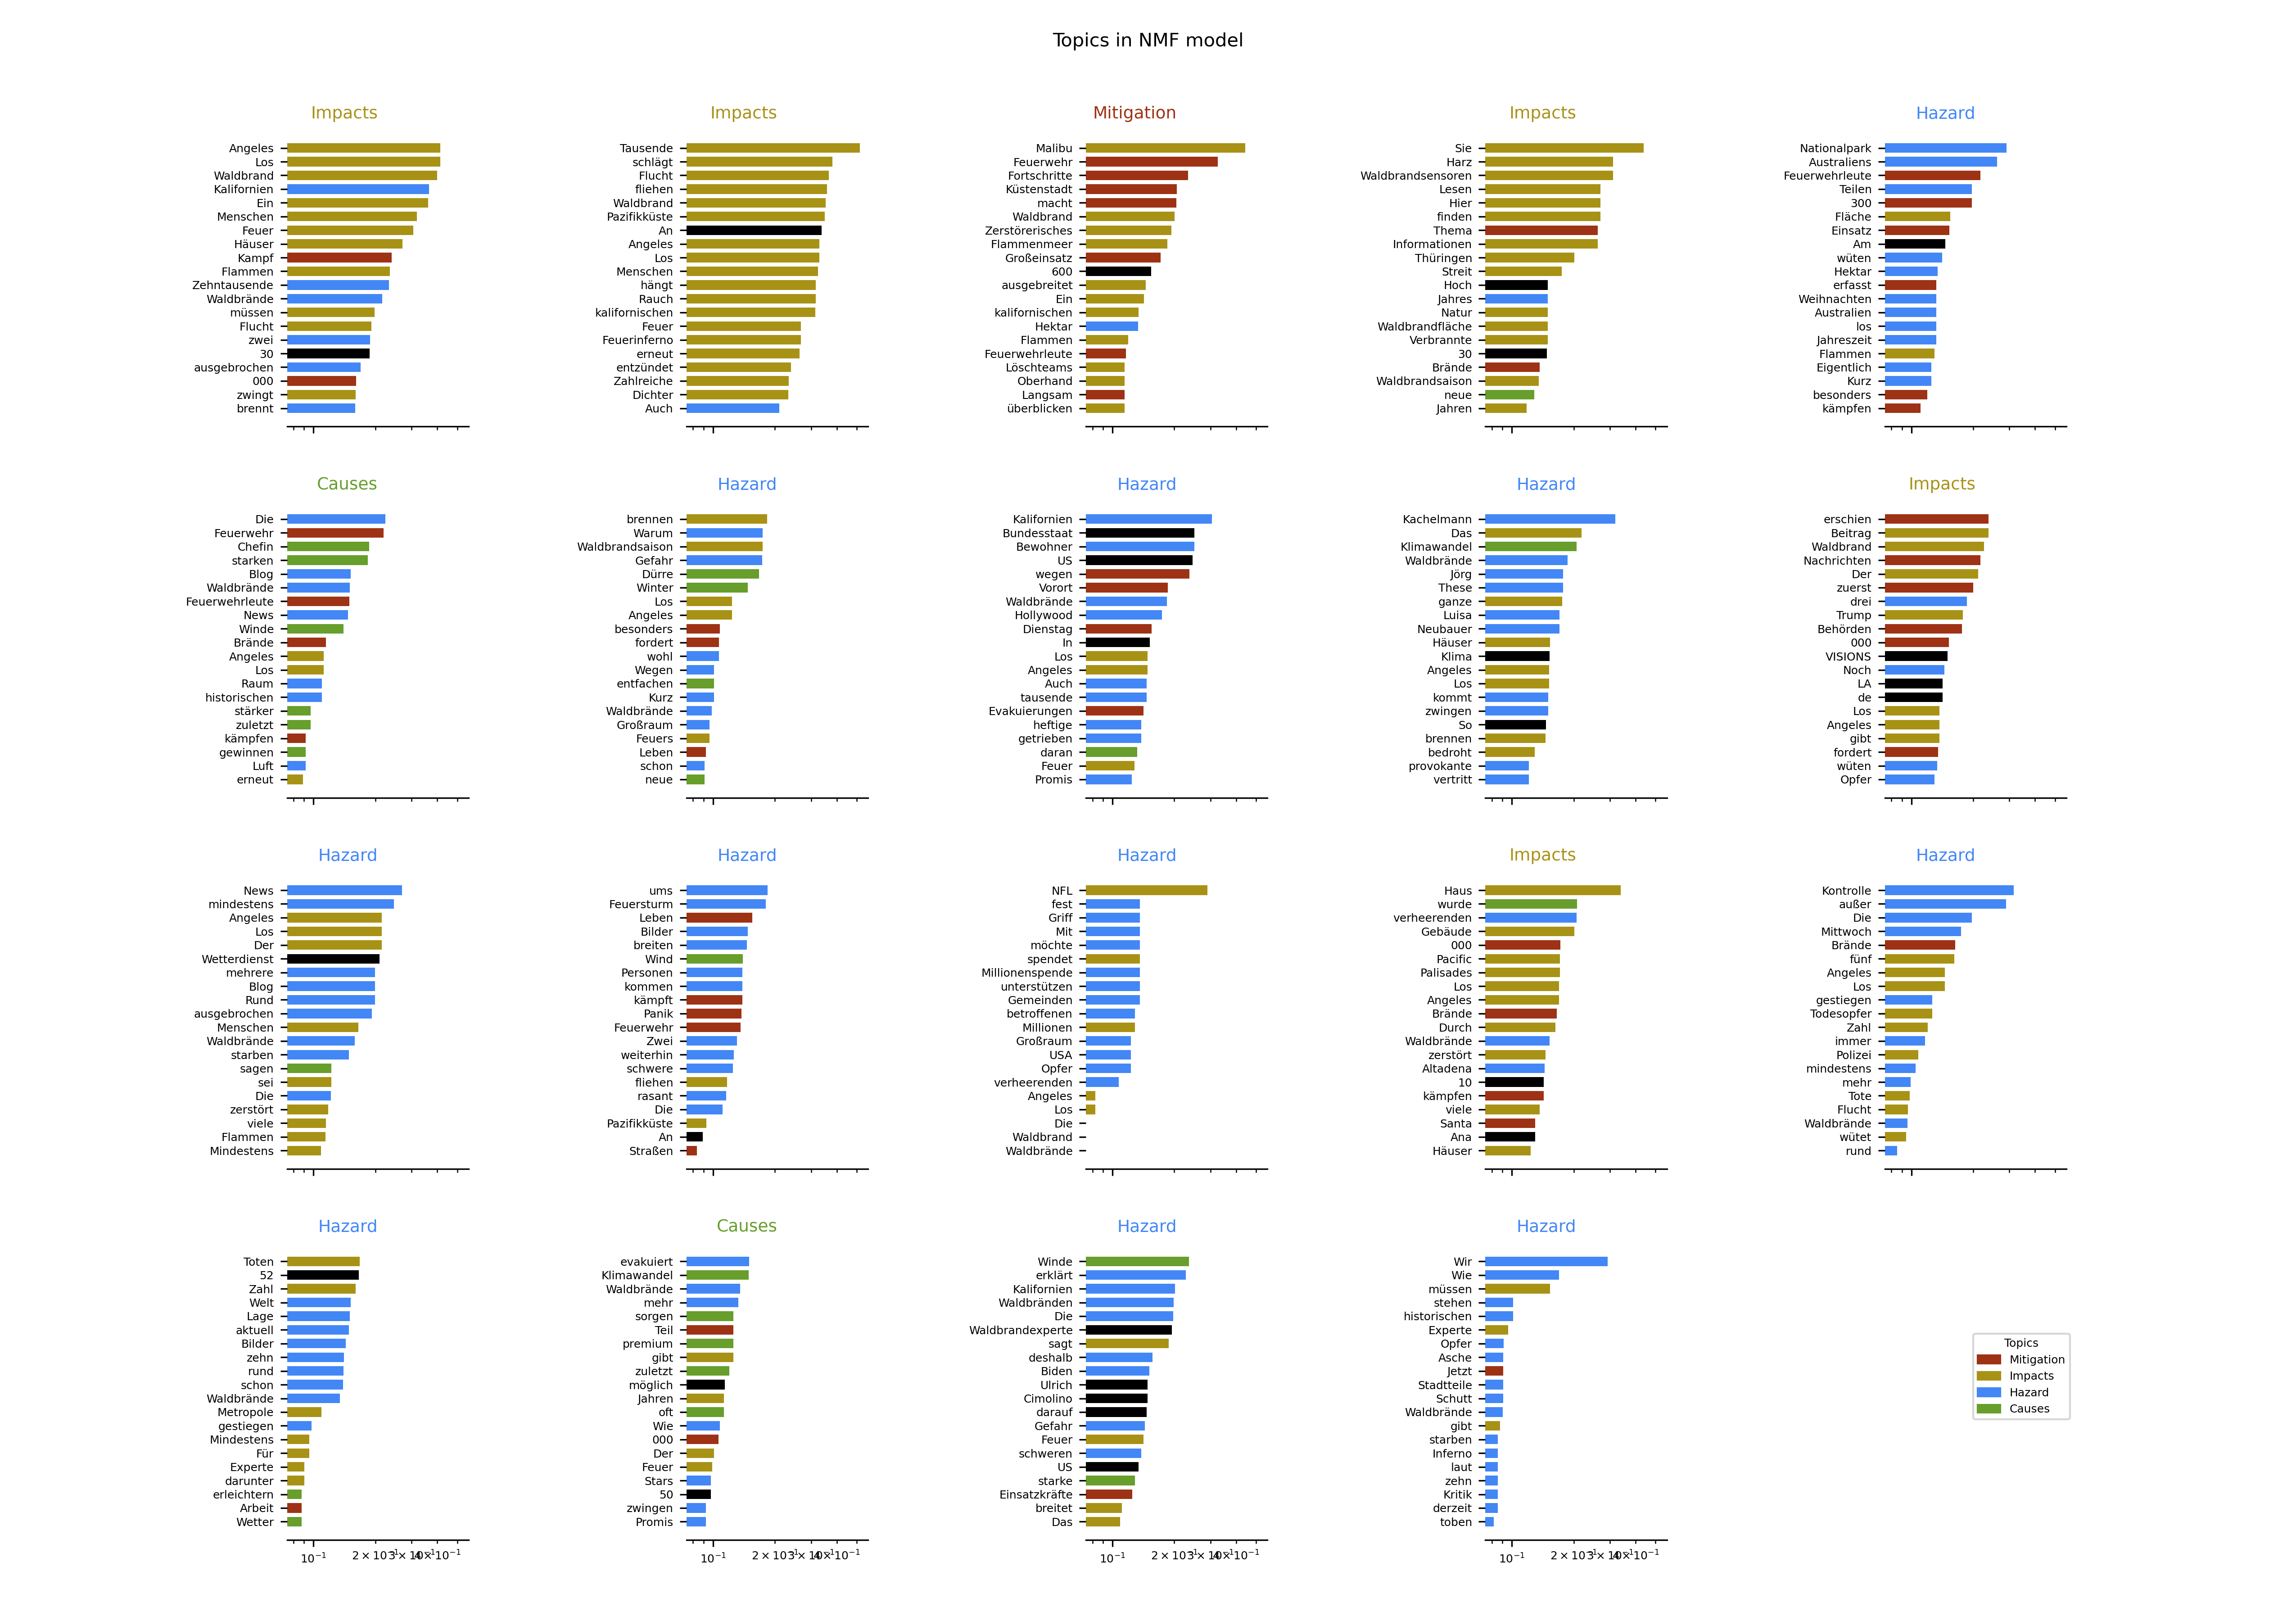 Topics in NMF model
Impacts
Angeles
Los
Waldbrand
Kalifornien
Ein
Menschen
Feuer
Häuser
Kampf
Flammen
Zehntausende
Waldbrände
müssen
Flucht
zwei
30
ausgebrochen
000
zwingt
brennt
Impacts
Tausende
schlägt
Flucht
fliehen
Waldbrand
Pazifikküste
An
Angeles
Los
Menschen
hängt
Rauch
kalifornischen
Feuer
Feuerinferno
erneut
entzündet
Zahlreiche
Dichter
Auch
Mitigation
Malibu
Feuerwehr
Fortschritte
Küstenstadt
macht
Waldbrand
Zerstörerisches
Flammenmeer
Großeinsatz
600
ausgebreitet
Ein
kalifornischen
Hektar
Flammen
Feuerwehrleute
Löschteams
Oberhand
Langsam
überblicken
Impacts
Sie
Harz
Waldbrandsensoren
Lesen
Hier
finden
Thema
Informationen
Thüringen
Streit
Hoch
Jahres
Natur
Waldbrandfläche
Verbrannte
30
Brände
Waldbrandsaison
neue
Jahren
Hazard
Nationalpark
Australiens
Feuerwehrleute
Teilen
300
Fläche
Einsatz
Am
wüten
Hektar
erfasst
Weihnachten
Australien
los
Jahreszeit
Flammen
Eigentlich
Kurz
besonders
kämpfen
Causes
Die
Feuerwehr
Chefin
starken
Blog
Waldbrände
Feuerwehrleute
News
Winde
Brände
Angeles
Los
Raum
historischen
stärker
zuletzt
kämpfen
gewinnen
Luft
erneut
Hazard
brennen
Warum
Waldbrandsaison
Gefahr
Dürre
Winter
Los
Angeles
besonders
fordert
wohl
Wegen
entfachen
Kurz
Waldbrände
Großraum
Feuers
Leben
schon
neue
Hazard
Kalifornien
Bundesstaat
Bewohner
US
wegen
Vorort
Waldbrände
Hollywood
Dienstag
In
Los
Angeles
Auch
tausende
Evakuierungen
heftige
getrieben
daran
Feuer
Promis
Hazard
Kachelmann
Das
Klimawandel
Waldbrände
Jörg
These
ganze
Luisa
Neubauer
Häuser
Klima
Angeles
Los
kommt
zwingen
So
brennen
bedroht
provokante
vertritt
Impacts
erschien
Beitrag
Waldbrand
Nachrichten
Der
zuerst
drei
Trump
Behörden
000
VISIONS
Noch
LA
de
Los
Angeles
gibt
fordert
wüten
Opfer
Hazard
News
mindestens
Angeles
Los
Der
Wetterdienst
mehrere
Blog
Rund
ausgebrochen
Menschen
Waldbrände
starben
sagen
sei
Die
zerstört
viele
Flammen
Mindestens
Hazard
ums
Feuersturm
Leben
Bilder
breiten
Wind
Personen
kommen
kämpft
Panik
Feuerwehr
Zwei
weiterhin
schwere
fliehen
rasant
Die
Pazifikküste
An
Straßen
Hazard
NFL
fest
Griff
Mit
möchte
spendet
Millionenspende
unterstützen
Gemeinden
betroffenen
Millionen
Großraum
USA
Opfer
verheerenden
Angeles
Los
Die
Waldbrand
Waldbrände
Impacts
Haus
wurde
verheerenden
Gebäude
000
Pacific
Palisades
Los
Angeles
Brände
Durch
Waldbrände
zerstört
Altadena
10
kämpfen
viele
Santa
Ana
Häuser
Hazard
Kontrolle
außer
Die
Mittwoch
Brände
fünf
Angeles
Los
gestiegen
Todesopfer
Zahl
immer
Polizei
mindestens
mehr
Tote
Flucht
Waldbrände
wütet
rund
Hazard
Toten
52
Zahl
Welt
Lage
aktuell
Bilder
zehn
rund
schon
Waldbrände
Metropole
gestiegen
Mindestens
Für
Experte
darunter
erleichtern
Arbeit
Wetter
10⁻¹
Causes
evakuiert
Klimawandel
Waldbrände
mehr
sorgen
Teil
premium
gibt
zuletzt
möglich
Jahren
oft
Wie
000
Der
Feuer
Stars
50
zwingen
Promis
10⁻¹
Hazard
Winde
erklärt
Kalifornien
Waldbränden
Die
Waldbrandexperte
sagt
deshalb
Biden
Ulrich
Cimolino
darauf
Gefahr
Feuer
schweren
US
starke
Einsatzkräfte
breitet
Das
10⁻¹
Hazard
Wir
Wie
müssen
stehen
historischen
Experte
Opfer
Asche
Jetzt
Stadtteile
Schutt
Waldbrände
gibt
starben
Inferno
laut
zehn
Kritik
derzeit
toben
10⁻¹
Topics
Mitigation
Impacts
Hazard
Causes